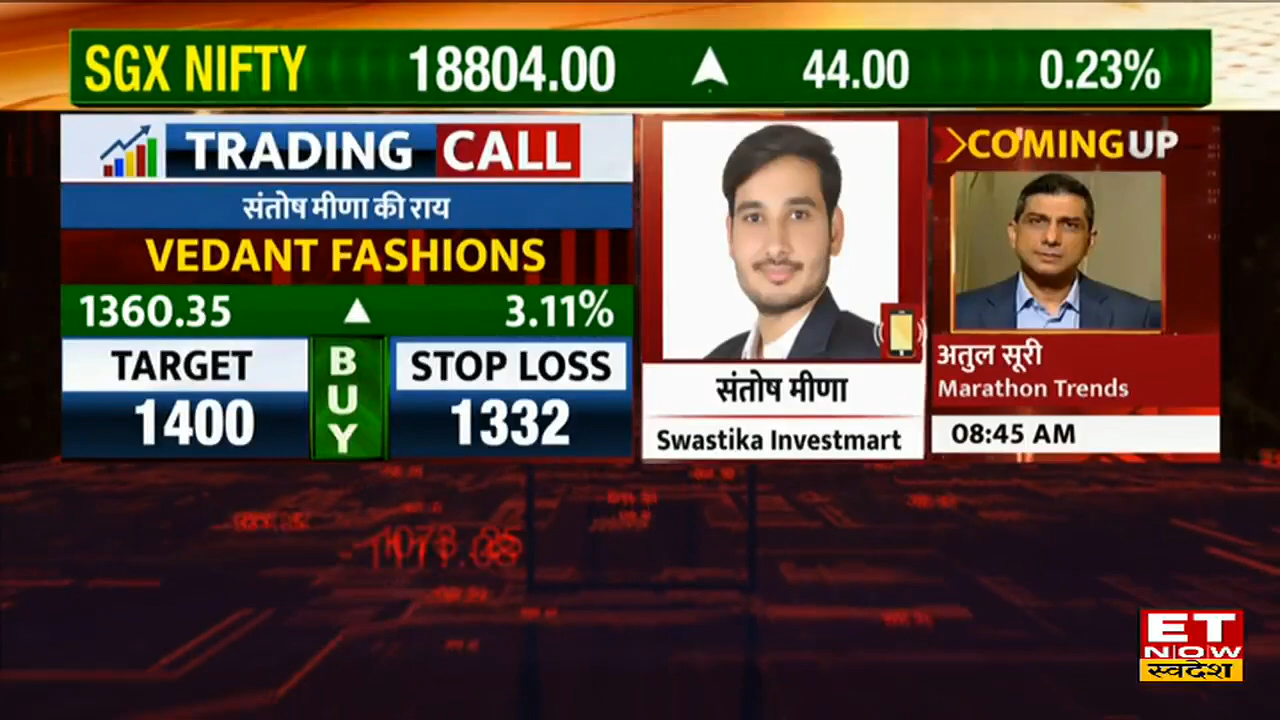 SGX NIFTY 18804.00 44.00 0.23%
TRADING CALL
संतोष मीणा की राय
VEDANT FASHIONS
1360.35 3.11%
TARGET
1400
BUY
STOP LOSS
1332
संतोष मीणा
Swastika Investmart
COMING UP
अतुल सूरी
Marathon Trends
08:45 AM
ET
NOW
स्वदेश